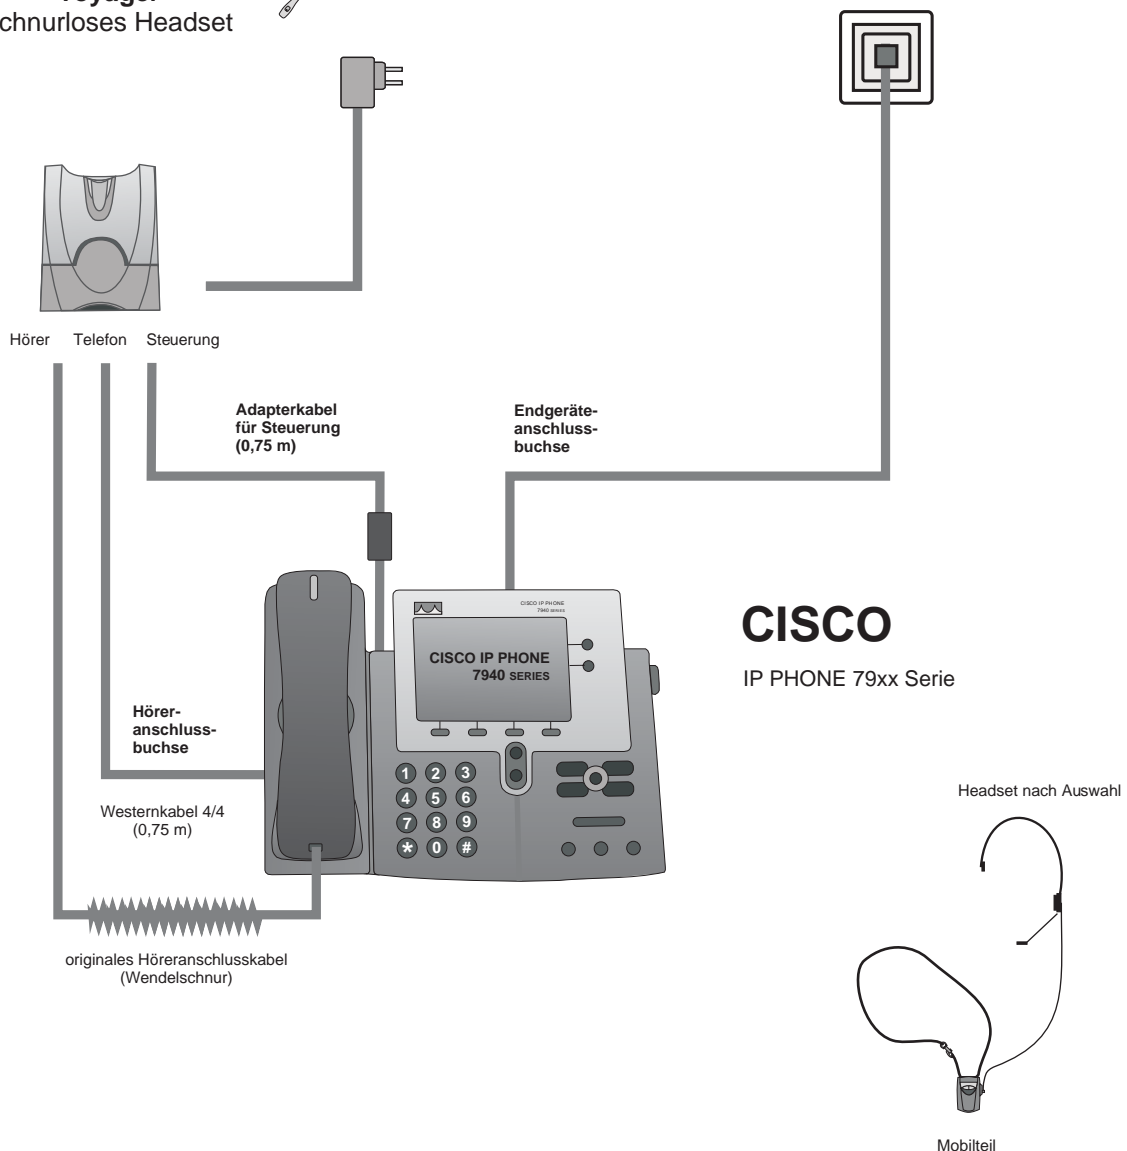 chnurloses Headset
Hörer Telefon Steuerung
Adapterkabel
für Steuerung
(0,75 m)
Endgeräte-
anschluss-
buchse
CISCO IP PHONE
7940 SERIES
CISCO IP PHONE
7940 SERIES
CISCO
IP PHONE 79xx Serie
Hörer-
anschluss-
buchse
1 2 3
4 5 6
7 8 9
* 0 #
Westernkabel 4/4
(0,75 m)
Headset nach Auswahl
originales Höreranschlusskabel
(Wendelschnur)
Mobilteil